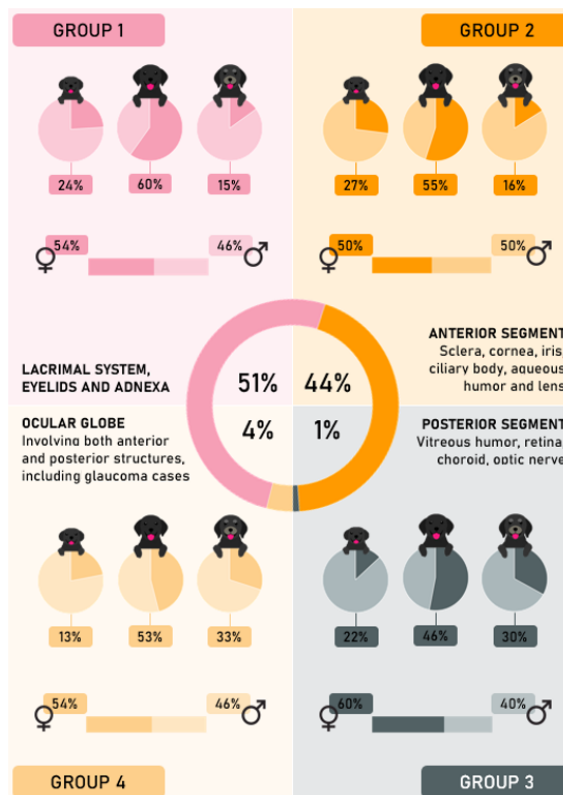 GROUP 1
24% 60% 15%
54% 46%
LACRIMAL SYSTEM,
EYELIDS AND ADNEXA
51%
GROUP 2
27% 55% 16%
50% 50%
44%
ANTERIOR SEGMENT
Sclera, cornea, iris,
ciliary body, aqueous
humor and lens
OCULAR GLOBE
Involving both anterior
and posterior structures,
including glaucoma cases
4%
13% 53% 33%
54% 46%
GROUP 4
1%
POSTERIOR SEGMENT
Vitreous humor, retina,
choroid, optic nerve
22% 46% 30%
60% 40%
GROUP 3